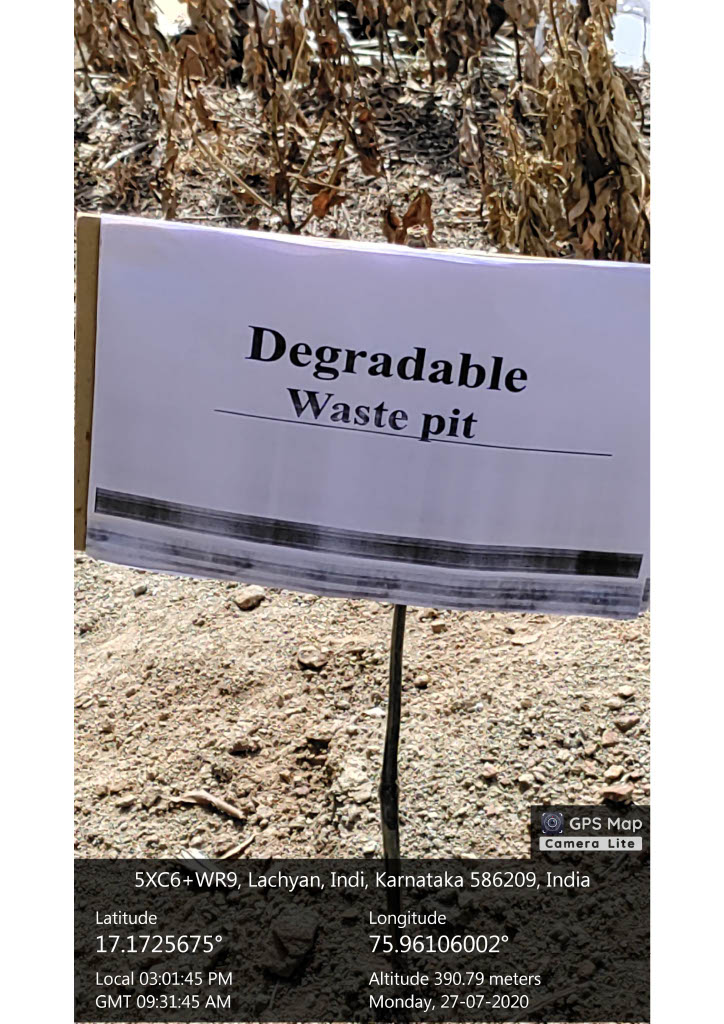 Degradable
Waste pit
GPS Map
Camera Lite
5XC6+WR9, Lachyan, Indi, Karnataka 586209, India
Latitude
17.1725675°
Longitude
75.96106002°
Local 03:01:45 PM
GMT 09:31:45 AM
Altitude 390.79 meters
Monday, 27-07-2020